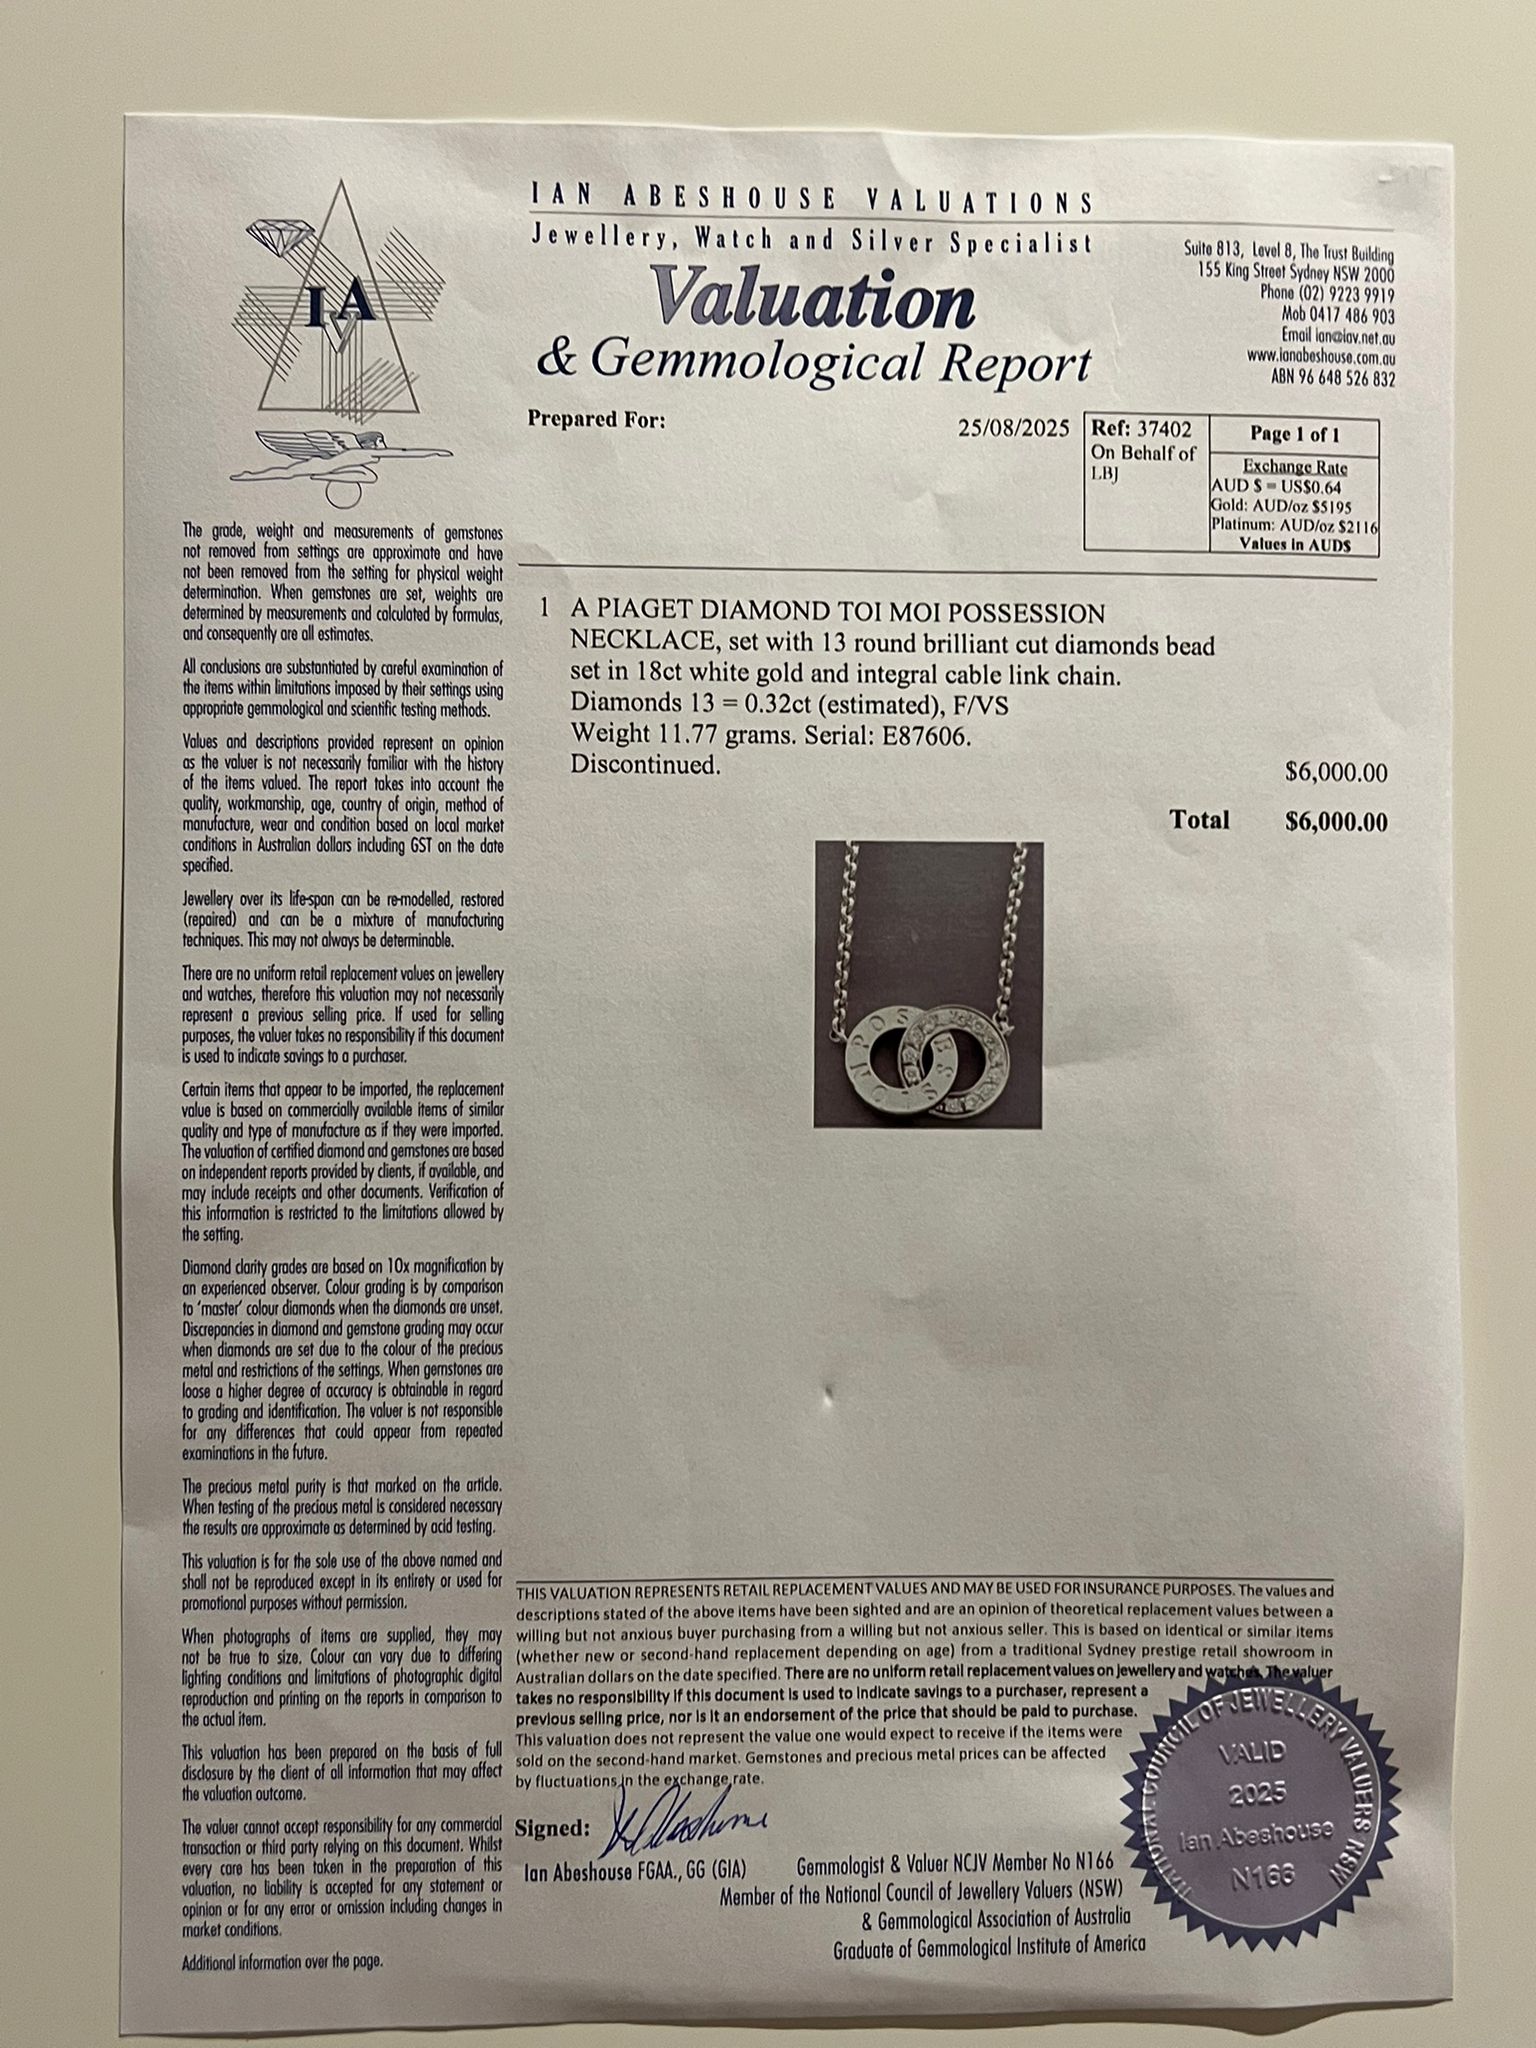 IAN ABESHOUSE VALUATIONS
Jewellery, Watch and Silver Specialist
Valuation
& Gemmological Report
Suite 813, Level 8, The Trust Building
155 King Street Sydney NSW 2000
Phone (02) 9223 9919
Mob 0417 486 903
Email ian@iav.net.au
www.ianabeshouse.com.au
ABN 96 648 526 832
IVA
Prepared For:
25/08/2025
Ref: 37402
On Behalf of
LBJ
Page 1 of 1
Exchange Rate
AUD $ = US$0.64
Gold: AUD/oz $5195
Platinum: AUD/oz $2116
Values in AUD$
The grade, weight and measurements of gemstones
not removed from settings are approximate and have
not been removed from the setting for physical weight
determination. When gemstones are set, weights are
determined by measurements and calculated by formulas,
and consequently are all estimates.
All conclusions are substantiated by careful examination of
the items within limitations imposed by their settings using
appropriate gemmological and scientific testing methods.
Values and descriptions provided represent an opinion
as the valuer is not necessarily familiar with the history
of the items valued. The report takes into account the
quality, workmanship, age, country of origin, method of
manufacture, wear and condition based on local market
conditions in Australian dollars including GST on the date
specified.
Jewellery over its life-span can be re-modelled, restored
(repaired) and can be a mixture of manufacturing
techniques. This may not always be determinable.
There are no uniform retail replacement values on jewellery
and watches, therefore this valuation may not necessarily
represent a previous selling price. If used for selling
purposes, the valuer takes no responsibility if this document
is used to indicate savings to a purchaser.
Certain items that appear to be imported, the replacement
value is based on commercially available items of similar
quality and type of manufacture as if they were imported.
The valuation of certified diamond and gemstones are based
on independent reports provided by clients, if available, and
may include receipts and other documents. Verification of
this information is restricted to the limitations allowed by
the setting.
Diamond clarity grades are based on 10x magnification by
an experienced observer. Colour grading is by comparison
to 'master' colour diamonds when the diamonds are unset.
Discrepancies in diamond and gemstone grading may occur
when diamonds are set due to the colour of the precious
metal and restrictions of the settings. When gemstones are
loose a higher degree of accuracy is obtainable in regard
to grading and identification. The valuer is not responsible
for any differences that could appear from repeated
examinations in the future.
The precious metal purity is that marked on the article.
When testing of the precious metal is considered necessary
the results are approximate as determined by acid testing.
This valuation is for the sole use of the above named and
shall not be reproduced except in its entirety or used for
promotional purposes without permission.
When photographs of items are supplied, they may
not be true to size. Colour can vary due to differing
lighting conditions and limitations of photographic digital
reproduction and printing on the reports in comparison to
the actual item.
This valuation has been prepared on the basis of full
disclosure by the client of all information that may affect
the valuation outcome.
The valuer cannot accept responsibility for any commercial
transaction or third party relying on this document. Whilst
every care has been taken in the preparation of this
valuation, no liability is accepted for any statement or
opinion or for any error or omission including changes in
market conditions.
Additional information over the page.
1 A PIAGET DIAMOND TOI MOI POSSESSION
NECKLACE, set with 13 round brilliant cut diamonds bead
set in 18ct white gold and integral cable link chain.
Diamonds 13 = 0.32ct (estimated), F/VS
Weight 11.77 grams. Serial: E87606.
Discontinued. $6,000.00
Total $6,000.00
POSSESSION
THIS VALUATION REPRESENTS RETAIL REPLACEMENT VALUES AND MAY BE USED FOR INSURANCE PURPOSES. The values and
descriptions stated of the above items have been sighted and are an opinion of theoretical replacement values between a
willing but not anxious buyer purchasing from a willing but not anxious seller. This is based on identical or similar items
(whether new or second-hand replacement depending on age) from a traditional Sydney prestige retail showroom in
Australian dollars on the date specified. There are no uniform retail replacement values on jewellery and watches. The valuer
takes no responsibility if this document is used to indicate savings to a purchaser, represent a
previous selling price, nor is it an endorsement of the price that should be paid to purchase.
This valuation does not represent the value one would expect to receive if the items were
sold on the second-hand market. Gemstones and precious metal prices can be affected
by fluctuations in the exchange rate.
Signed:
Ian Abeshouse FGAA., GG (GIA)
Gemmologist & Valuer NCJV Member No N166
Member of the National Council of Jewellery Valuers (NSW)
& Gemmological Association of Australia
Graduate of Gemmological Institute of America
NATIONAL COUNCIL OF JEWELLERY VALUERS NSW
VALID
2025
Ian Abeshouse
N166